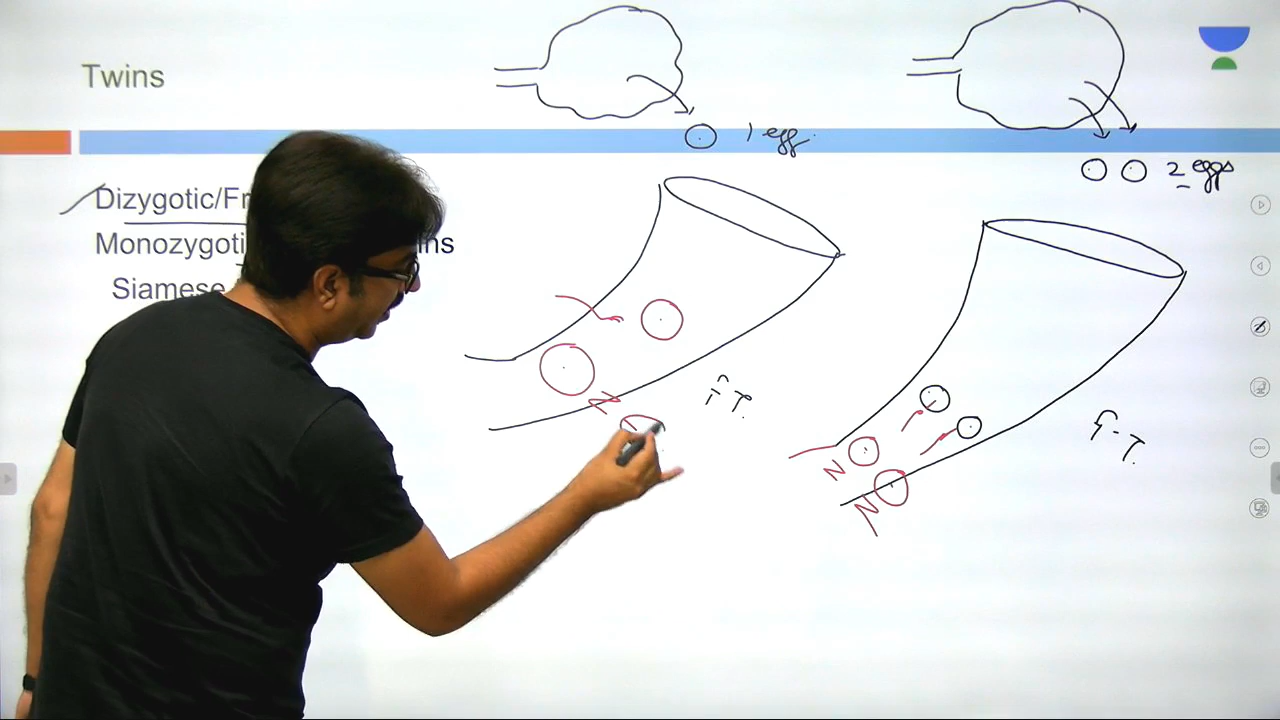 Twins
1 egg.
2 eggs
Dizygotic/Fr
Monozygoti ins
Siamese
F.T.
F-T.
N
N
N